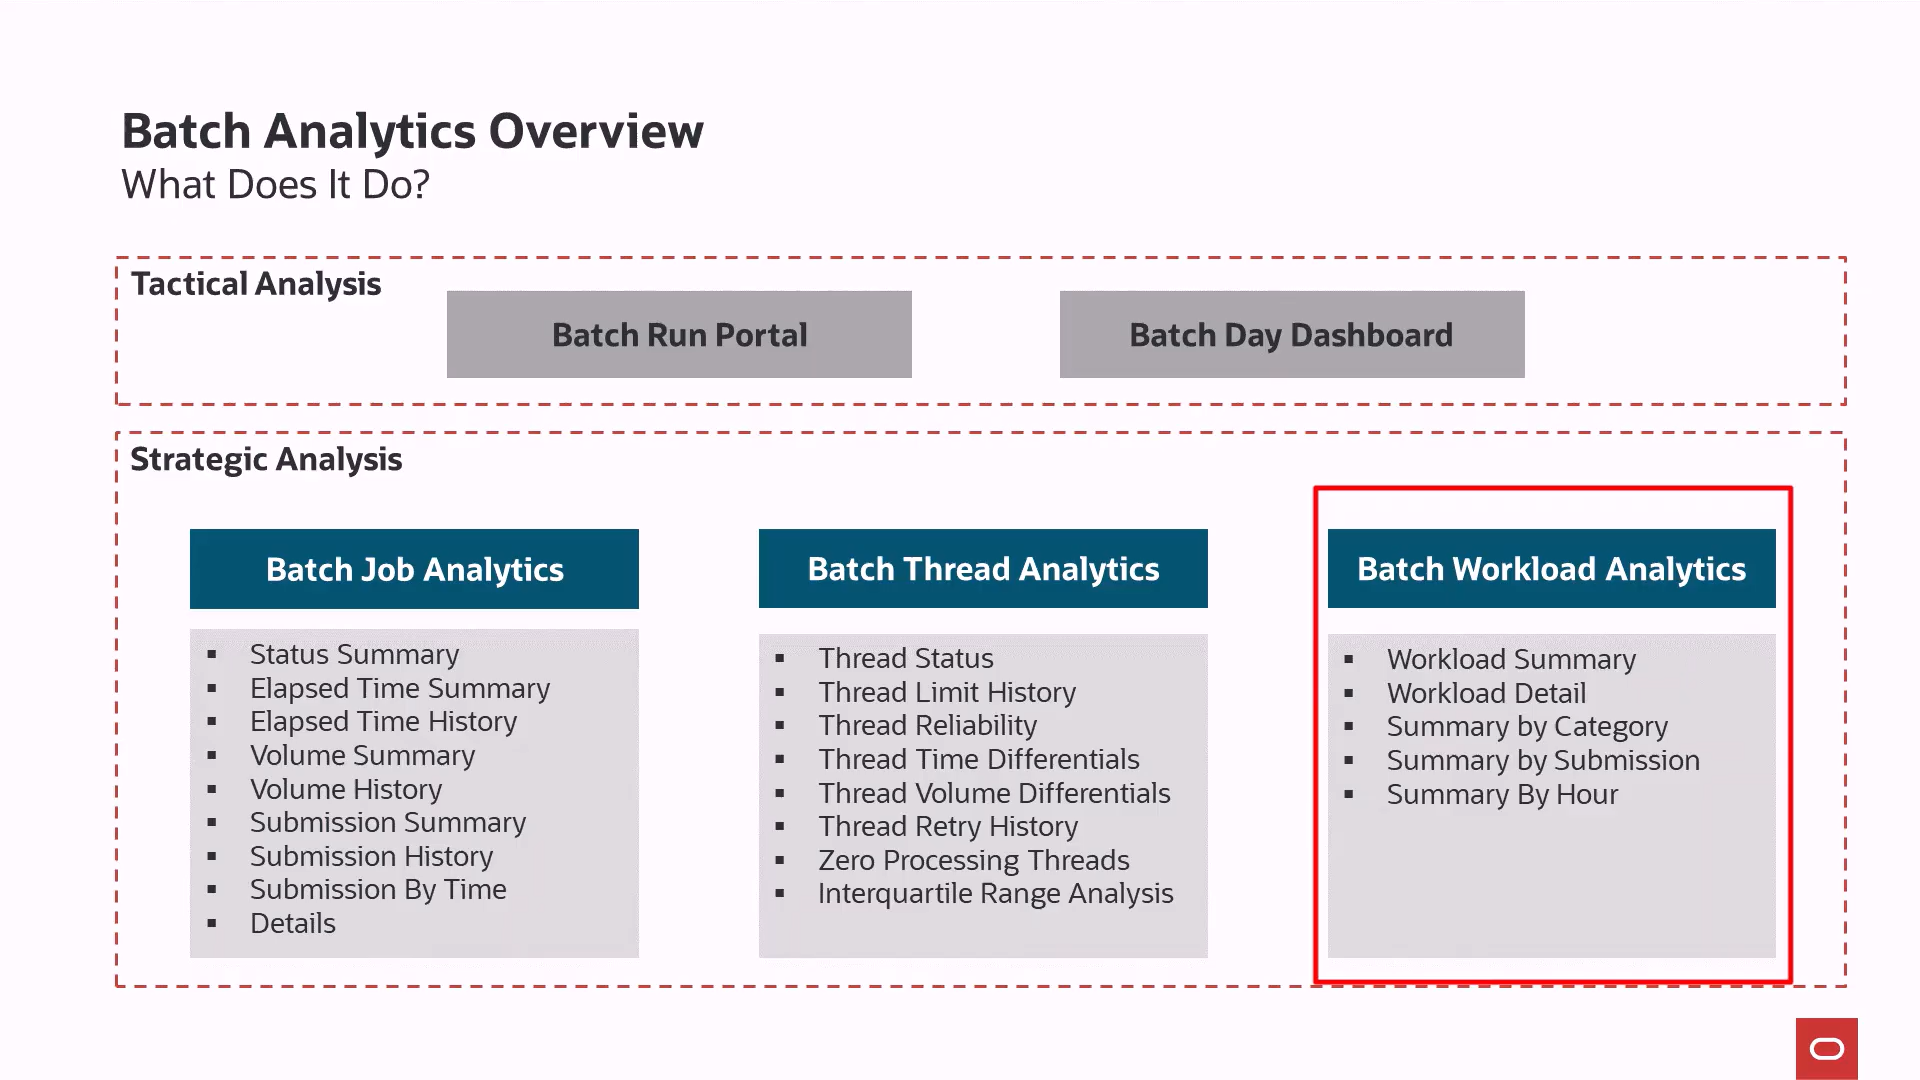 Batch Analytics Overview
What Does It Do?
Tactical Analysis
Batch Run Portal
Batch Day Dashboard
Strategic Analysis
Batch Job Analytics
▪ Status Summary
▪ Elapsed Time Summary
▪ Elapsed Time History
▪ Volume Summary
▪ Volume History
▪ Submission Summary
▪ Submission History
▪ Submission By Time
▪ Details
Batch Thread Analytics
▪ Thread Status
▪ Thread Limit History
▪ Thread Reliability
▪ Thread Time Differentials
▪ Thread Volume Differentials
▪ Thread Retry History
▪ Zero Processing Threads
▪ Interquartile Range Analysis
Batch Workload Analytics
▪ Workload Summary
▪ Workload Detail
▪ Summary by Category
▪ Summary by Submission
▪ Summary By Hour